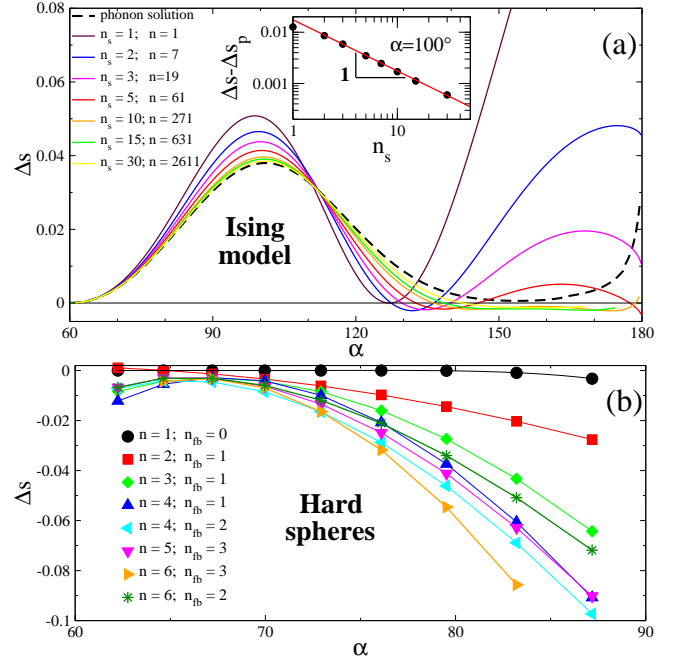 (a)
phonon solution
n_s = 1; n = 1
n_s = 2; n = 7
n_s = 3; n=19
n_s = 5; n = 61
n_s = 10; n = 271
n_s = 15; n = 631
n_s = 30; n = 2611
Δs
0.08
0.06
0.04
0.02
0
60
90
120
150
180
α
Ising
model
Δs-Δs_p
0.01
0.001
α=100°
1
1
10
n_s
(b)
0
-0.02
-0.04
-0.06
-0.08
-0.1
Δs
n = 1; n_fb = 0
n = 2; n_fb = 1
n = 3; n_fb = 1
n = 4; n_fb = 1
n = 4; n_fb = 2
n = 5; n_fb = 3
n = 6; n_fb = 3
n = 6; n_fb = 2
Hard
spheres
60
70
80
90
α